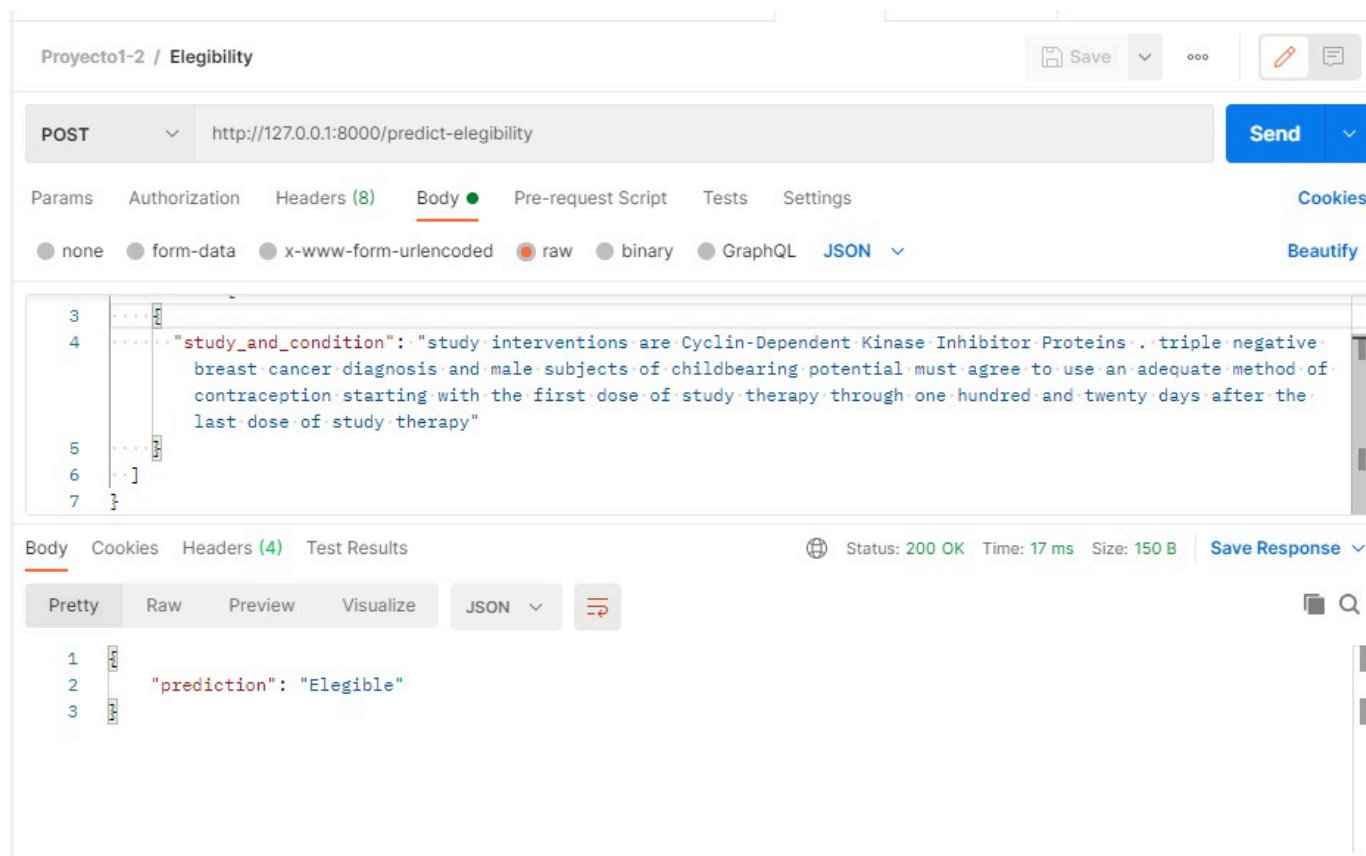 Proyecto1-2 / Elegibility
Save
POST http://127.0.0.1:8000/predict-elegibility Send
Params Authorization Headers (8) Body Pre-request Script Tests Settings Cookies
none form-data x-www-form-urlencoded raw binary GraphQL JSON Beautify
3 {
4 "study_and_condition": "study interventions are Cyclin-Dependent Kinase Inhibitor Proteins . triple negative
breast cancer diagnosis and male subjects of childbearing potential must agree to use an adequate method of
contraception starting with the first dose of study therapy through one hundred and twenty days after the
last dose of study therapy"
5 }
6 ]
7 }
Body Cookies Headers (4) Test Results Status: 200 OK Time: 17 ms Size: 150 B Save Response
Pretty Raw Preview Visualize JSON
1 {
2 "prediction": "Elegible"
3 }